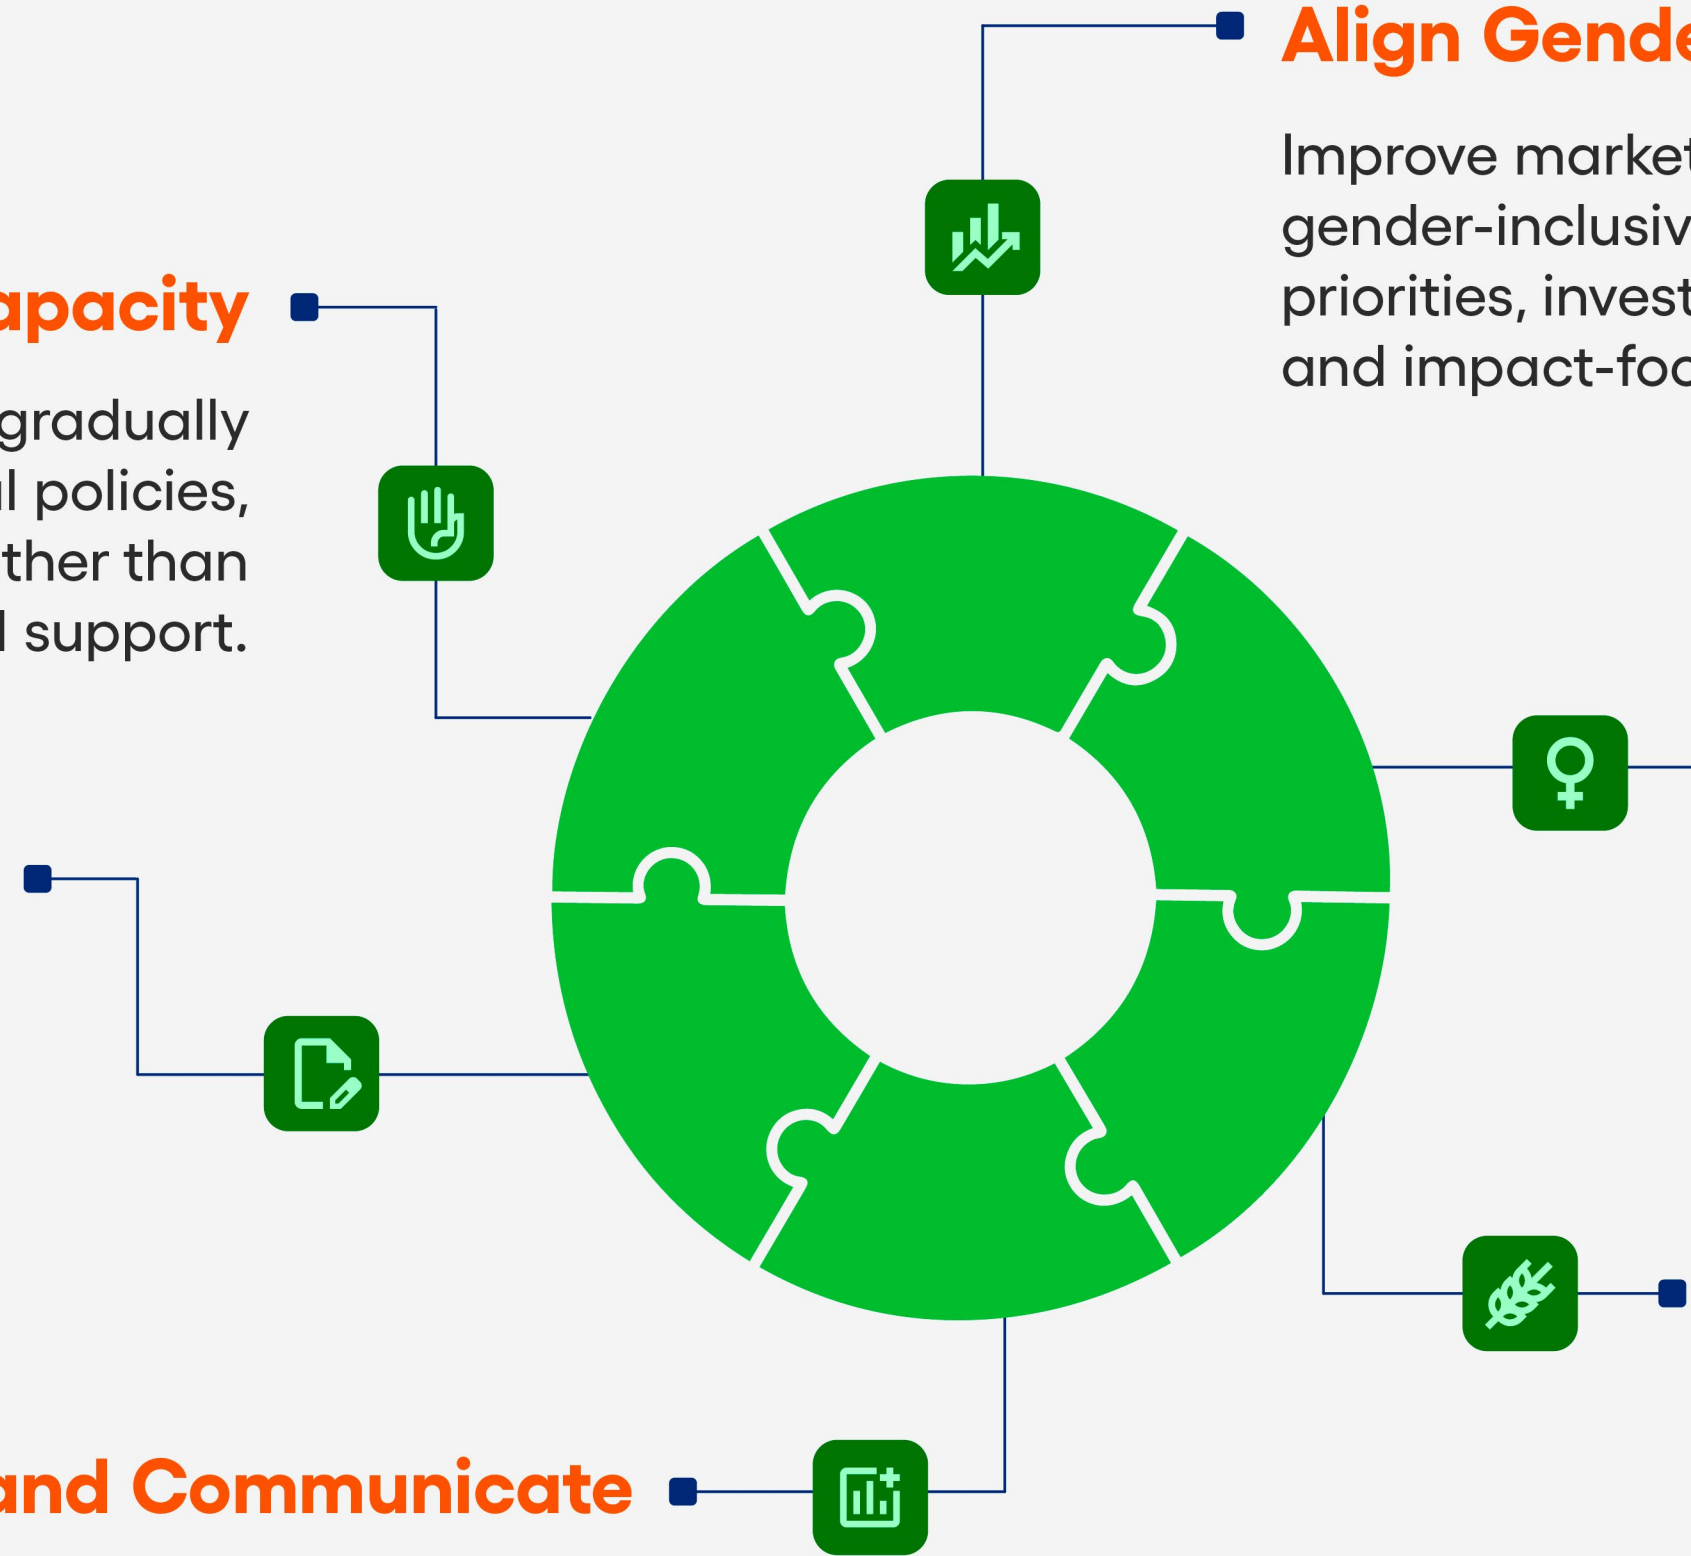 Align Gende
Improve market
gender-inclusiv
priorities, invest
and impact-foc
apacity
gradually
l policies,
ther than
support.
and Communicate